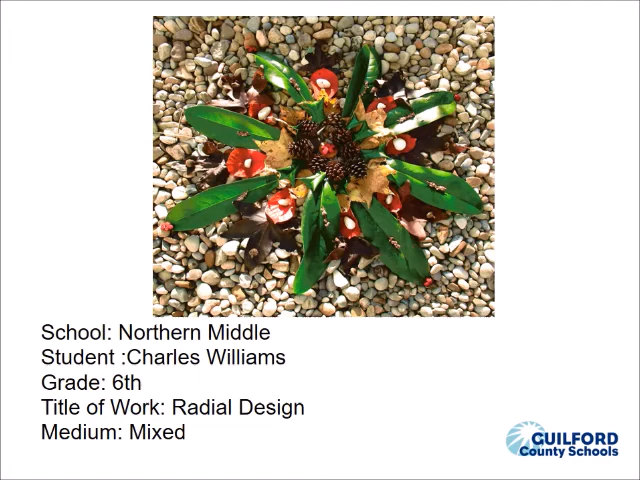 School: Northern Middle
Student :Charles Williams
Grade: 6th
Title of Work: Radial Design
Medium: Mixed
GUILFORD
County Schools